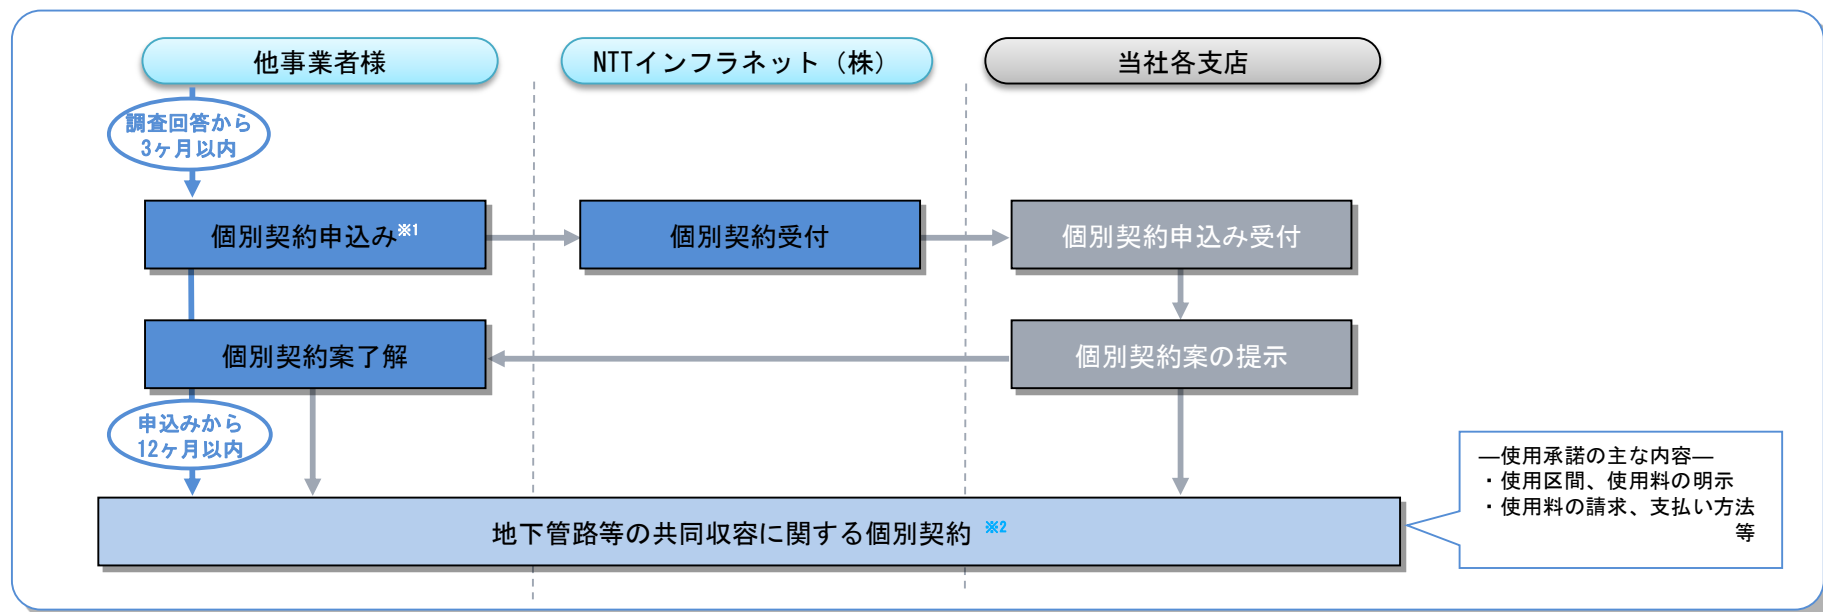 他事業者様
NTTインフラネット（株）
当社各支店
調査回答から
3ヶ月以内
個別契約申込み※1
個別契約受付
個別契約申込み受付
個別契約案了解
個別契約案の提示
申込みから
12ヶ月以内
―使用承諾の主な内容―
・使用区間、使用料の明示
・使用料の請求、支払い方法
等
地下管路等の共同収容に関する個別契約 ※2